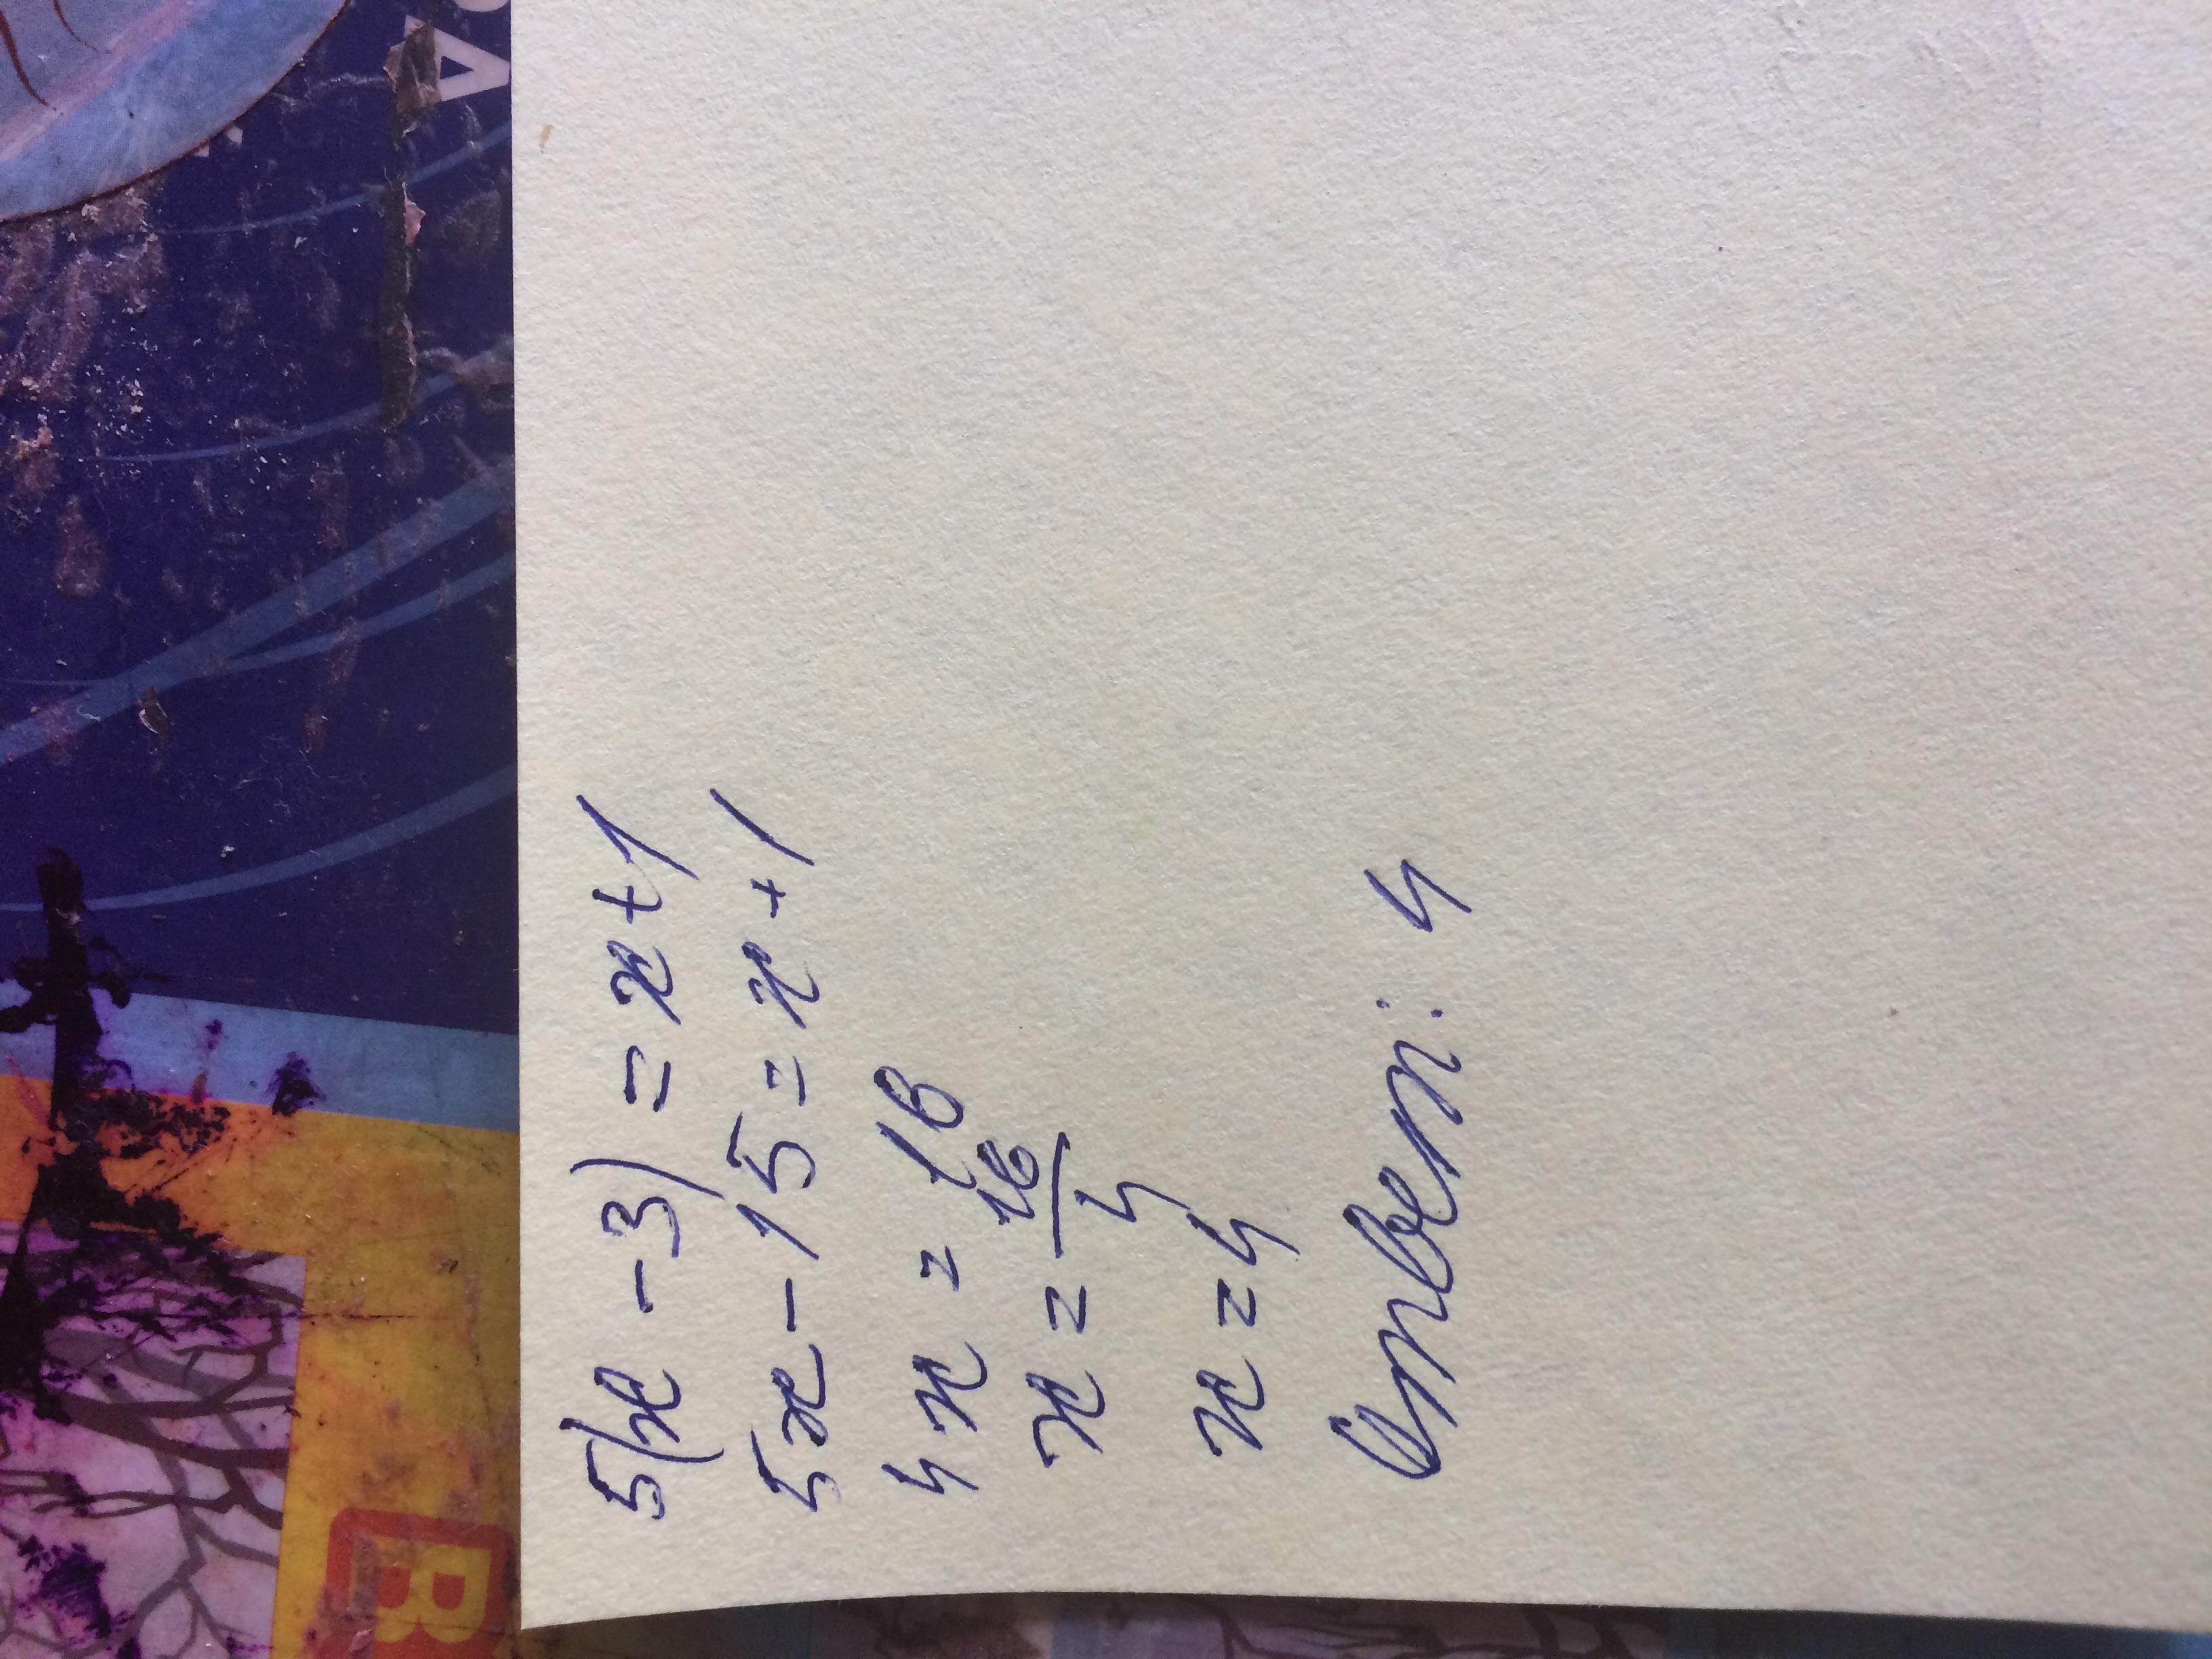 5(x-3)=x+1
5x-15=x+1
4x=16
x=16/4
x=4
Ответ: 4
В